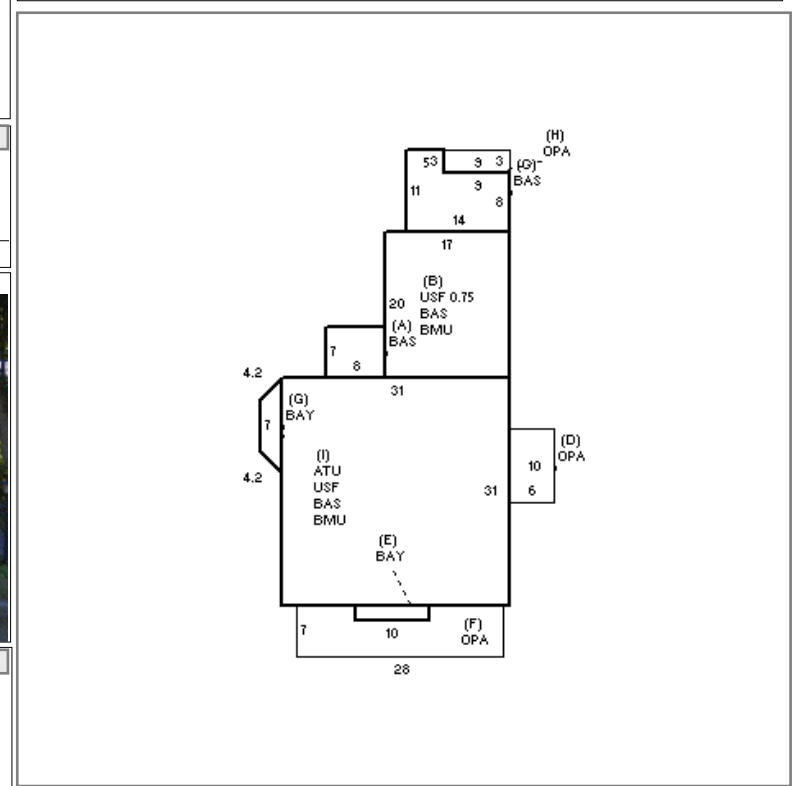 (H)
OPA
5 3 9 3
BAS
9
11
8
14
17
(B)
USF 0.75
BAS
BMU
20
(A)
BAS
7
8
4.2
31
(G)
BAY
7
(D)
OPA
(I)
ATU
USF
BAS
BMU
10
4.2
31
6
(E)
BAY
7
10
(F)
OPA
28